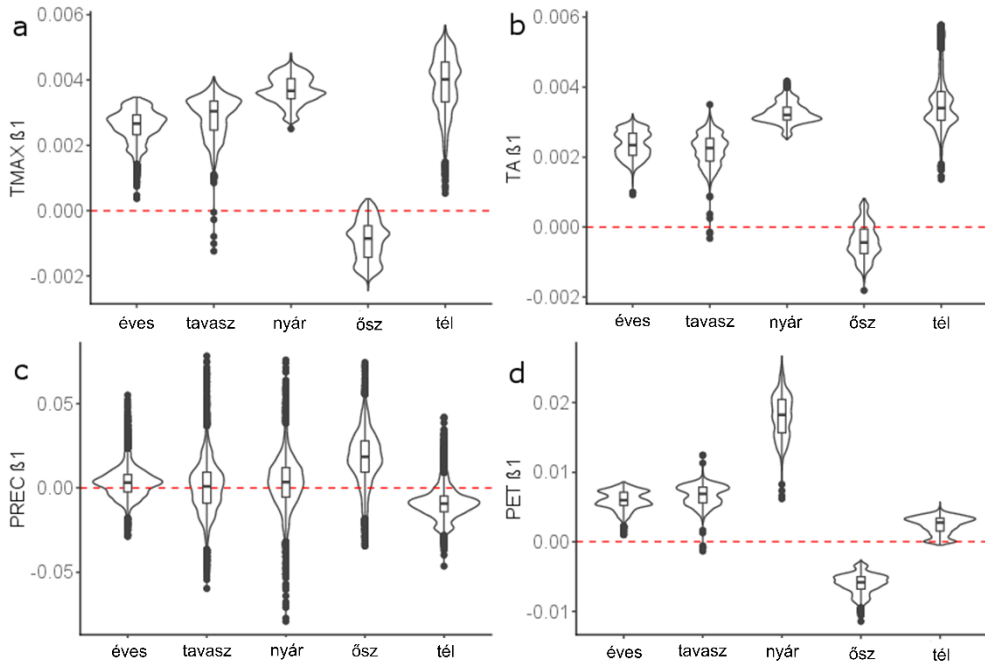 a
TMAX ß1
0.006
0.004
0.002
0.000
-0.002
éves tavasz nyár ősz tél
b
TA ß1
0.006
0.004
0.002
0.000
-0.002
éves tavasz nyár ősz tél
c
PREC ß1
0.05
0.00
-0.05
éves tavasz nyár ősz tél
d
PET ß1
0.02
0.01
0.00
-0.01
éves tavasz nyár ősz tél